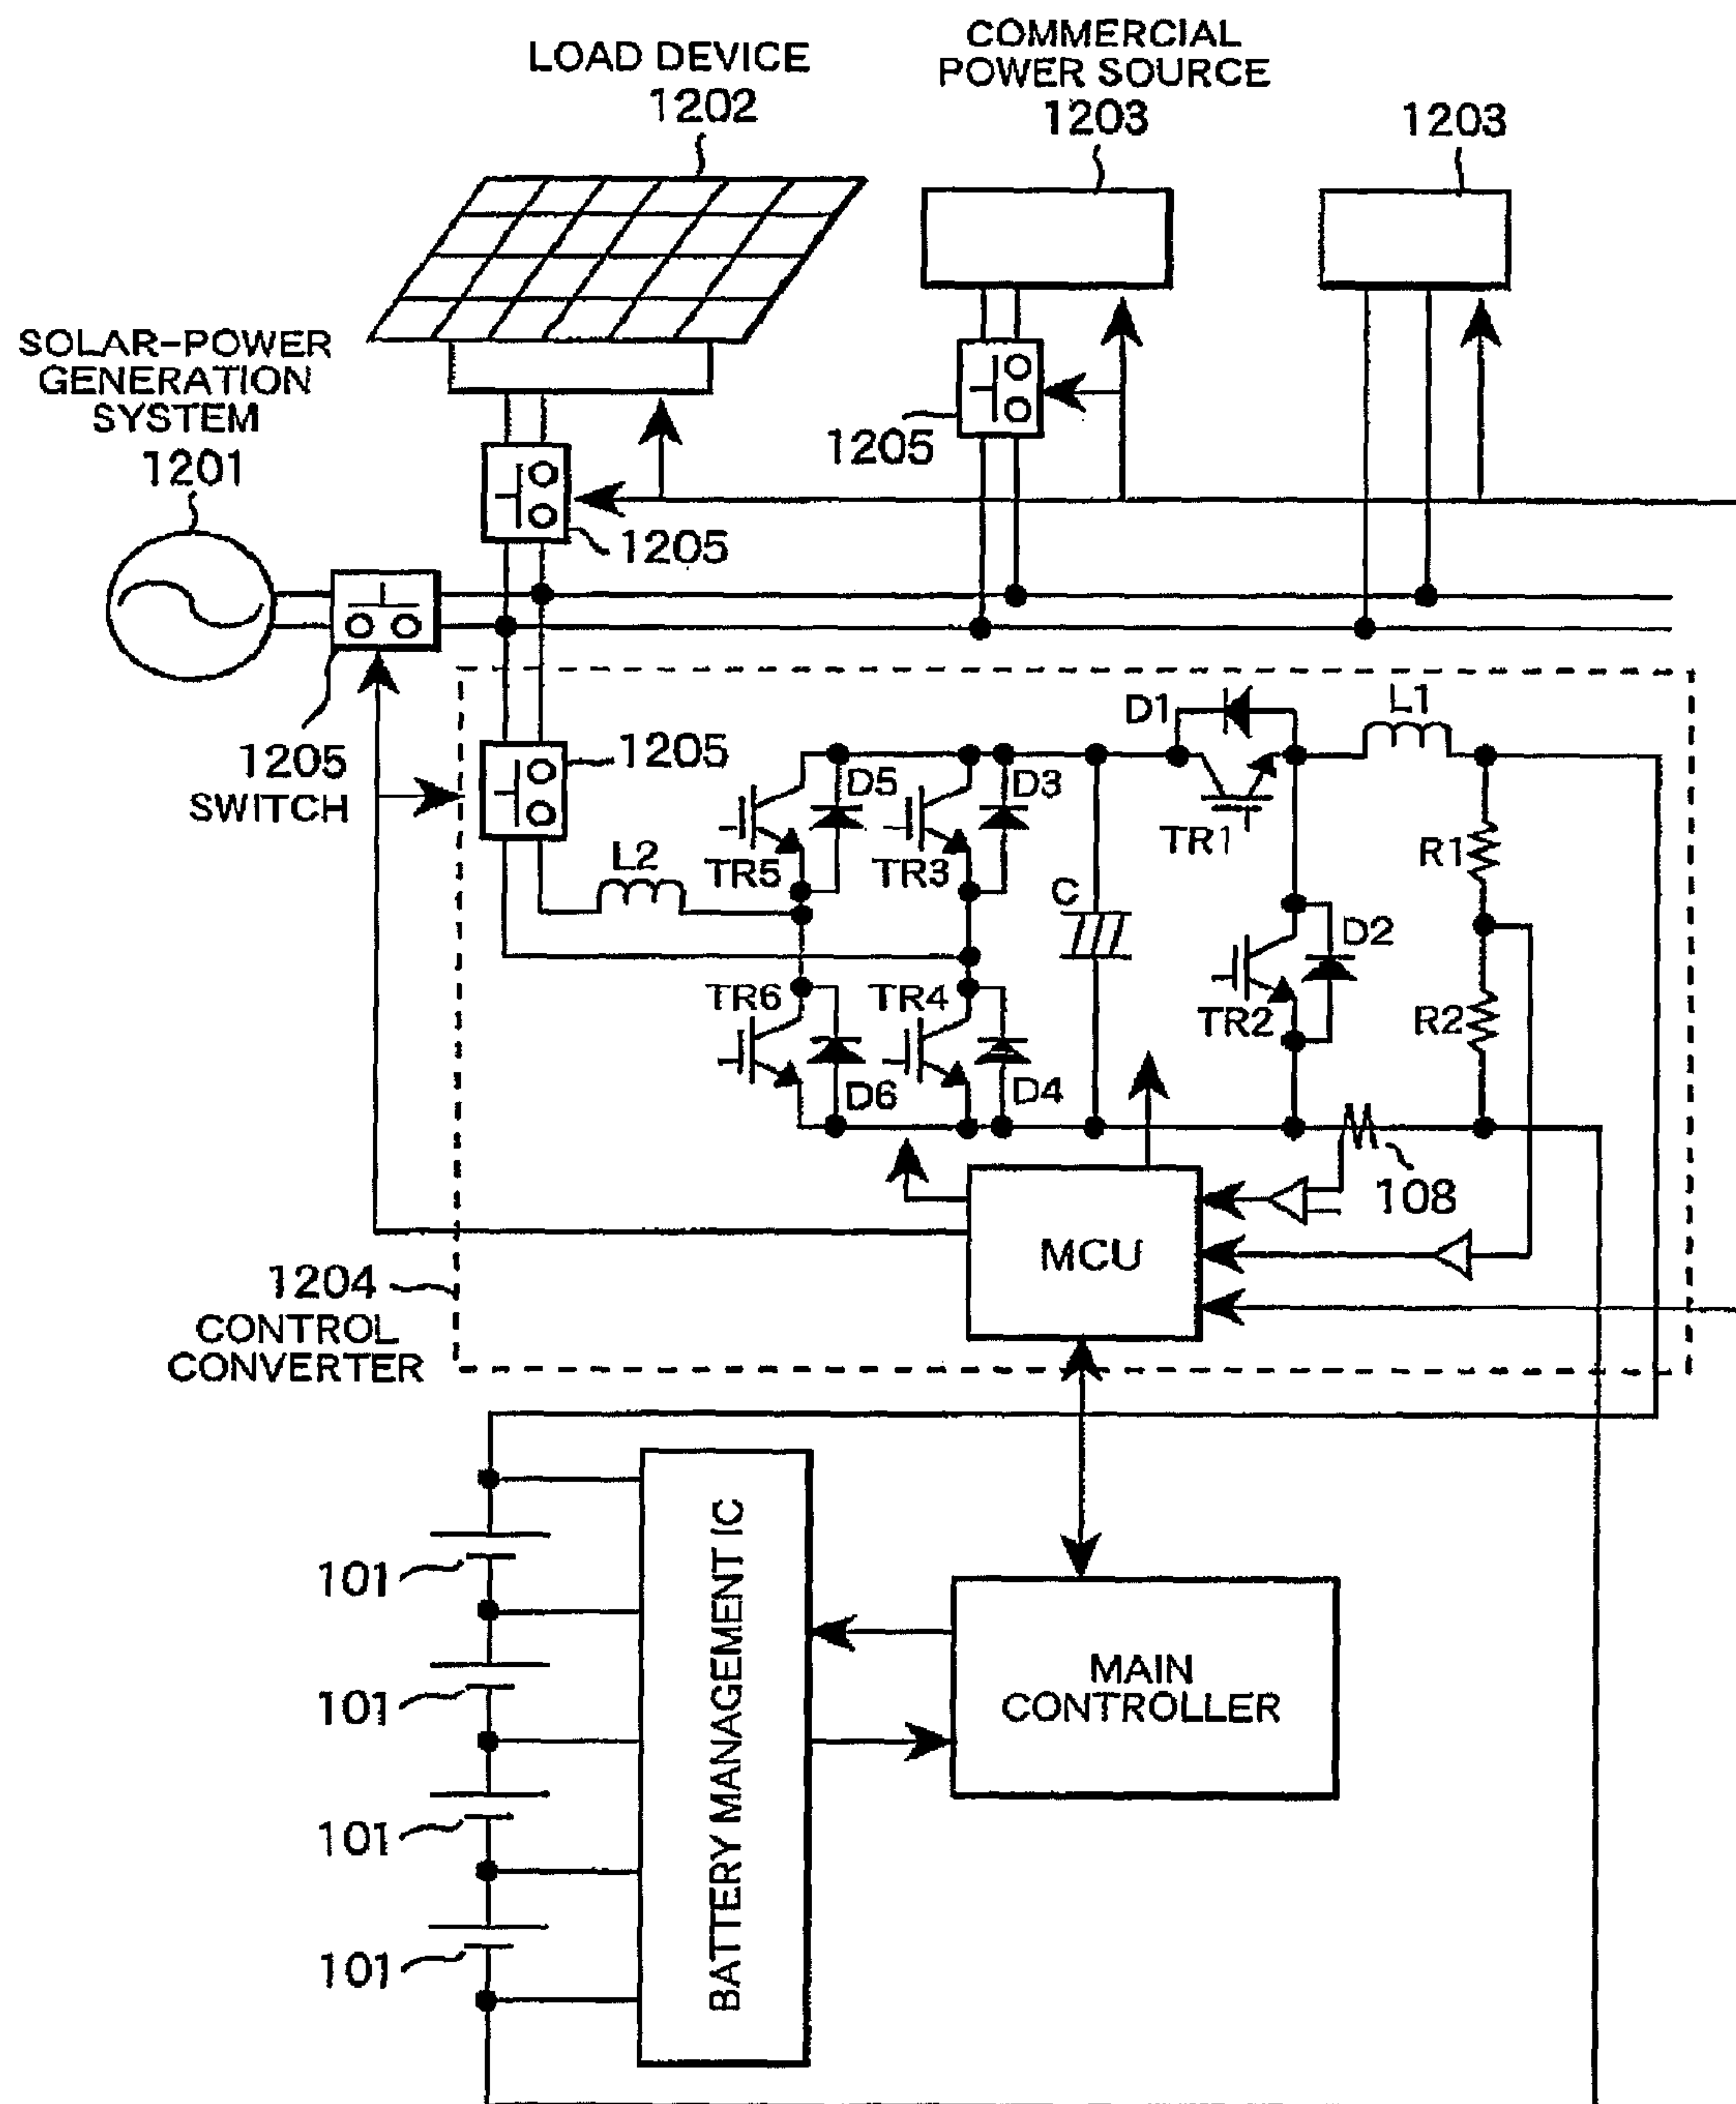 LOAD DEVICE
1202
COMMERCIAL
POWER SOURCE
1203
1203
SOLAR-POWER
GENERATION
SYSTEM
1201
1205
1205
1205
SWITCH
1205
D1
L1
D5
D3
TR1
R1
L2
TR5
TR3
C
D2
TR6
TR4
TR2
R2
D6
D4
108
MCU
1204
CONTROL
CONVERTER
101
101
101
101
BATTERY MANAGEMENT IC
MAIN
CONTROLLER